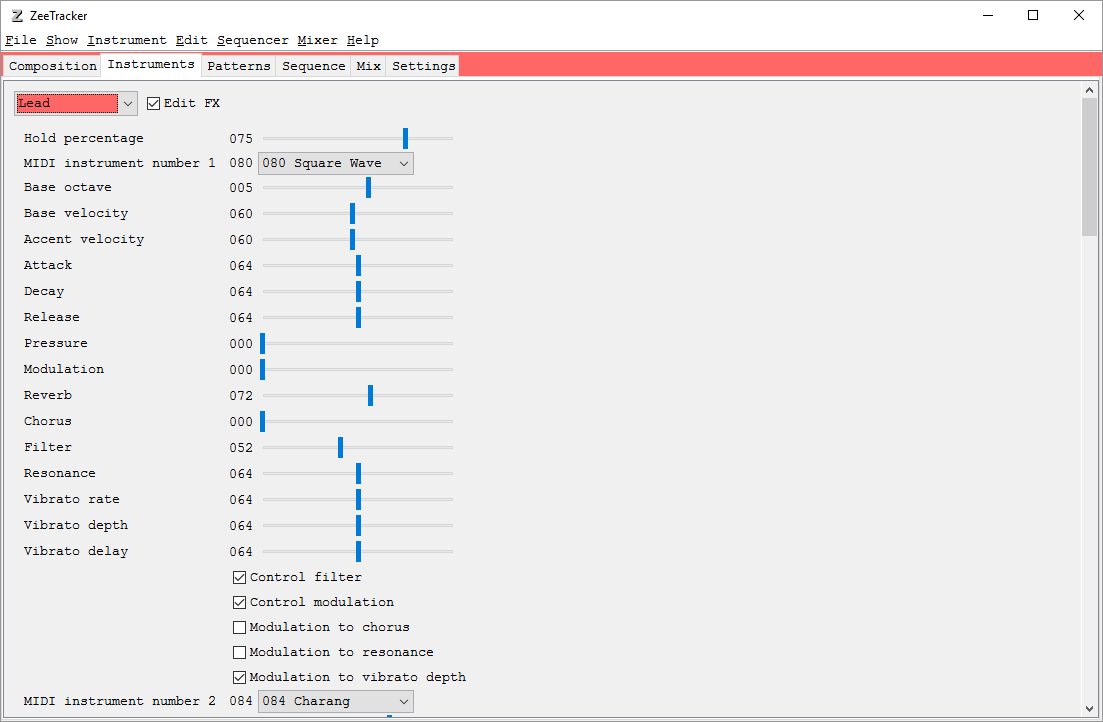 ZeeTracker
File Show Instrument Edit Sequencer Mixer Help
Composition Instruments Patterns Sequence Mix Settings
Lead Edit FX
Hold percentage 075
MIDI instrument number 1 080 080 Square Wave
Base octave 005
Base velocity 060
Accent velocity 060
Attack 064
Decay 064
Release 064
Pressure 000
Modulation 000
Reverb 072
Chorus 000
Filter 052
Resonance 064
Vibrato rate 064
Vibrato depth 064
Vibrato delay 064
Control filter
Control modulation
Modulation to chorus
Modulation to resonance
Modulation to vibrato depth
MIDI instrument number 2 084 084 Charang